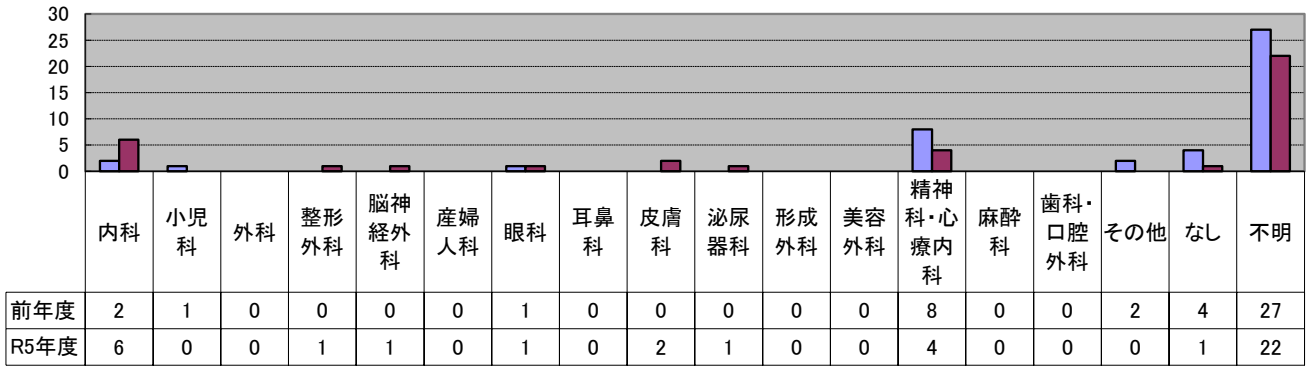 30
25
20
15
10
5
0
内科 小児科 外科 整形外科 脳神経外科 産婦人科 眼科 耳鼻科 皮膚科 泌尿器科 形成外科 美容外科 精神科・心療内科 麻酔科 歯科・口腔外科 その他 なし 不明
前年度 2 1 0 0 0 0 1 0 0 0 0 0 8 0 0 2 4 27
R5年度 6 0 0 1 1 0 1 0 2 1 0 0 4 0 0 0 1 22